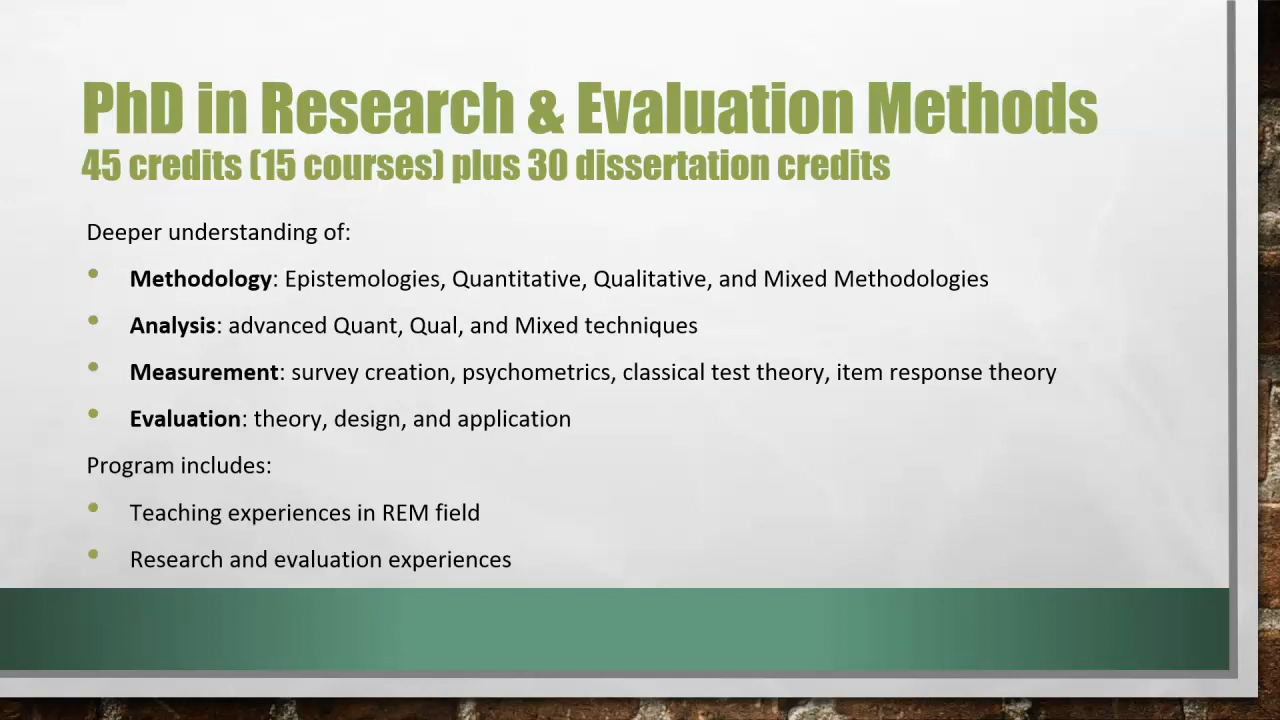 PhD in Research & Evaluation Methods
45 credits (15 courses) plus 30 dissertation credits
Deeper understanding of:
• Methodology: Epistemologies, Quantitative, Qualitative, and Mixed Methodologies
• Analysis: advanced Quant, Qual, and Mixed techniques
• Measurement: survey creation, psychometrics, classical test theory, item response theory
• Evaluation: theory, design, and application
Program includes:
• Teaching experiences in REM field
• Research and evaluation experiences